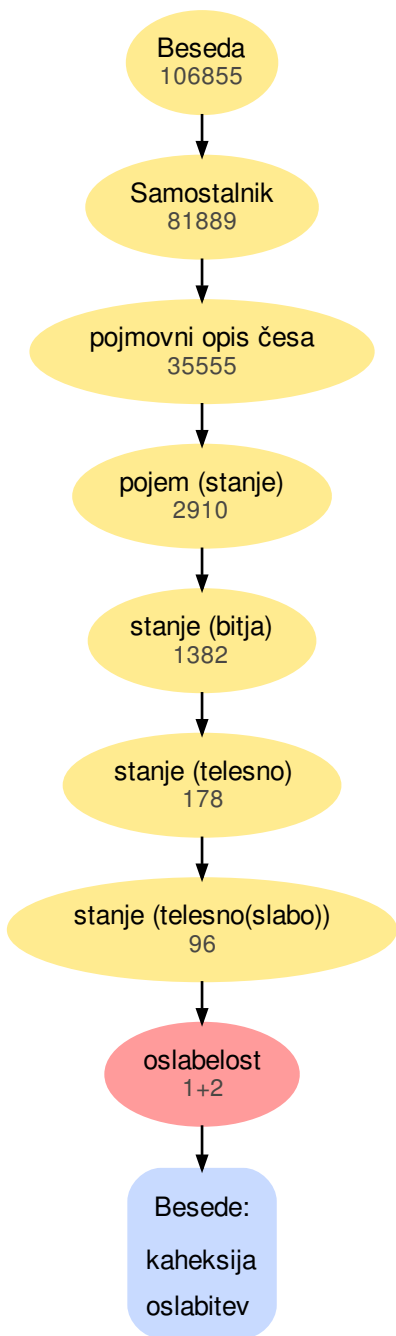 Beseda
106855
Samostalnik
81889
pojmovni opis česa
35555
pojem (stanje)
2910
stanje (bitja)
1382
stanje (telesno)
178
stanje (telesno(slabo))
96
oslabelost
1+2
Besede:
kaheksija
oslabitev